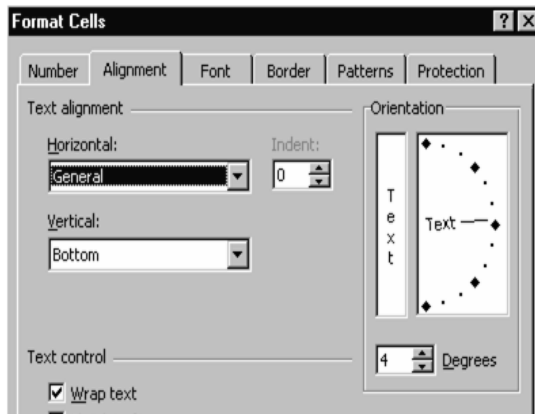 Format Cells
Number Alignment Font Border Patterns Protection
Text alignment
Orientation
Horizontal:
Indent:
General
0
Text
Text
Vertical:
Bottom
4 Degrees
Text control
Wrap text